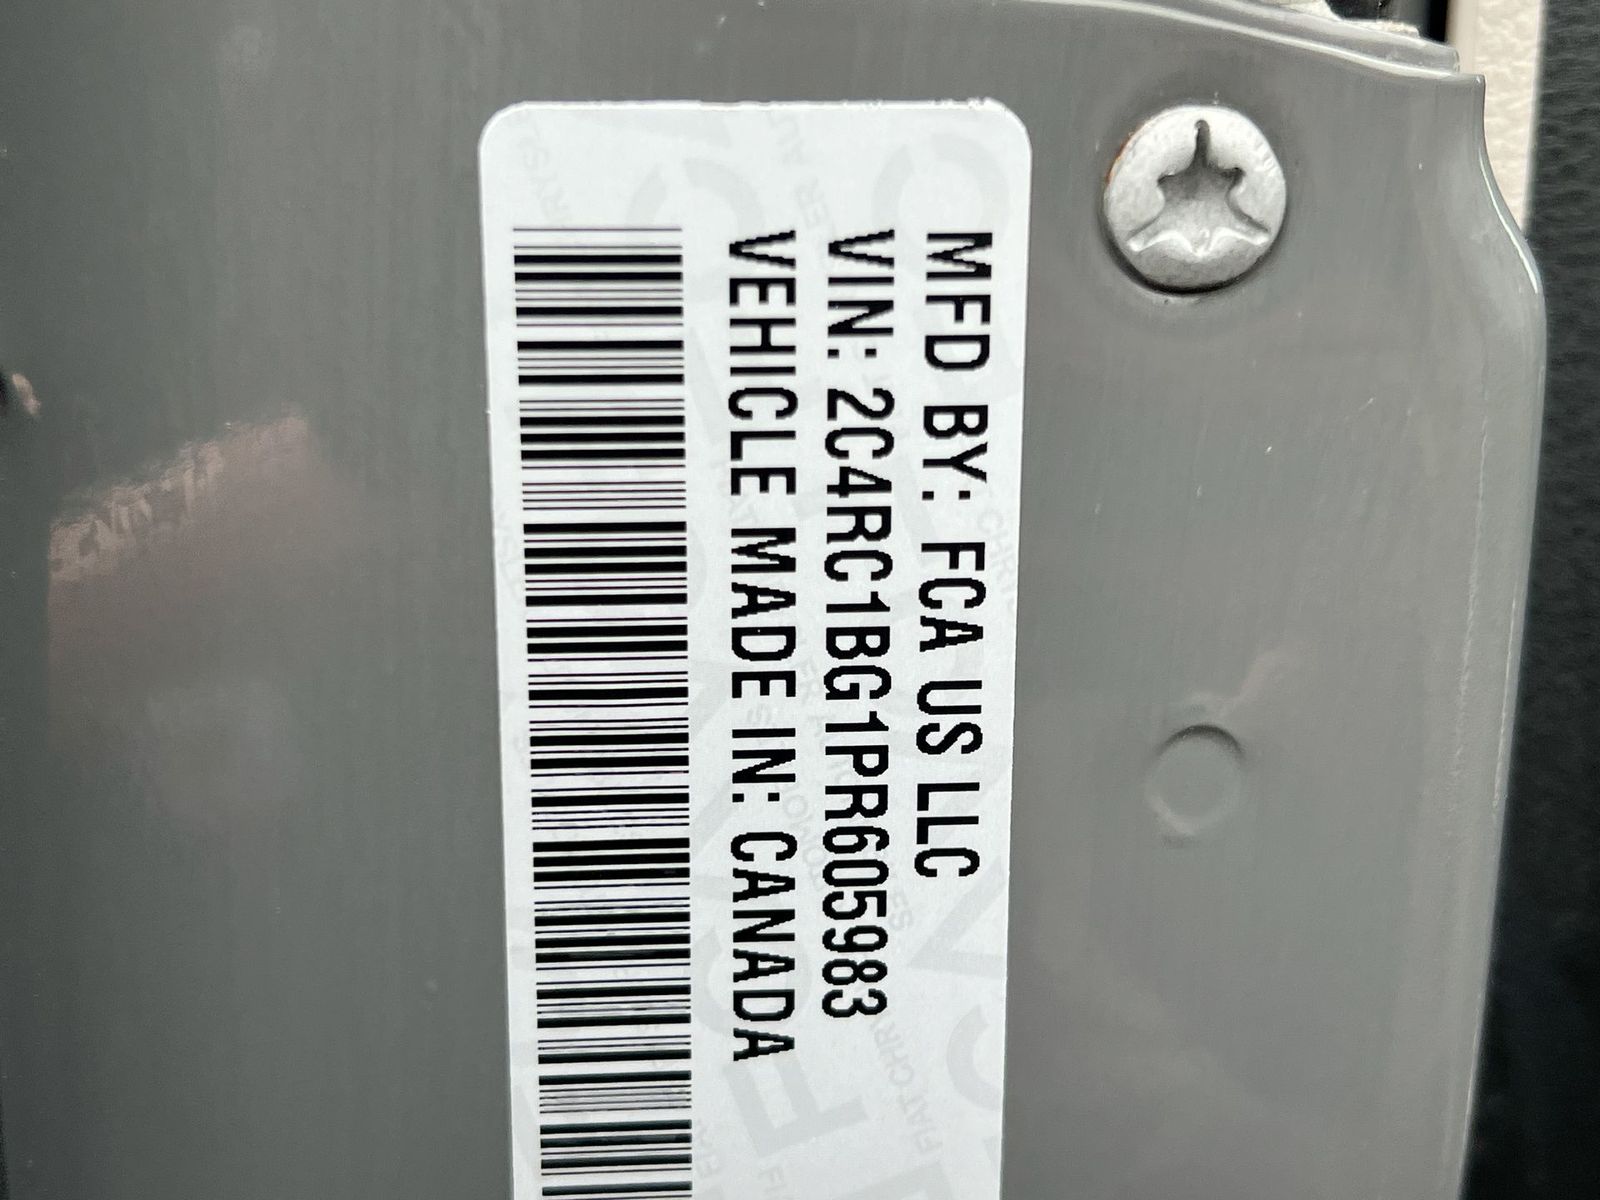 MFD BY: FCA US LLC
VIN: 2C4RC1BG1PR605983
VEHICLE MADE IN: CANADA